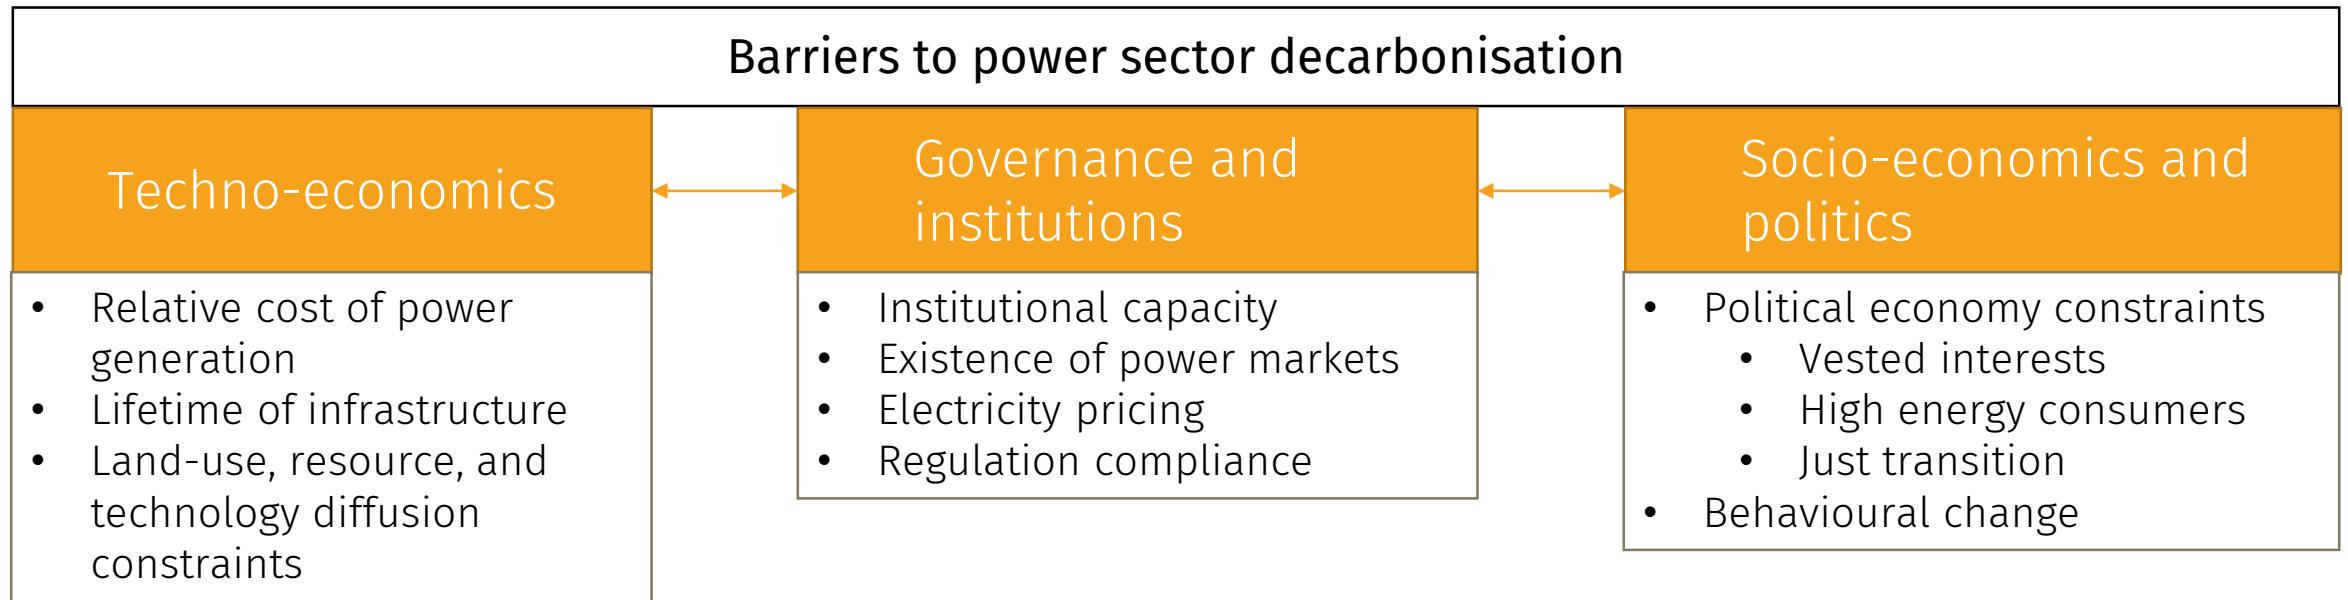 Barriers to power sector decarbonisation
Techno-economics
• Relative cost of power
generation
• Lifetime of infrastructure
• Land-use, resource, and
technology diffusion
constraints
Governance and
institutions
• Institutional capacity
• Existence of power markets
• Electricity pricing
• Regulation compliance
Socio-economics and
politics
• Political economy constraints
• Vested interests
• High energy consumers
• Just transition
• Behavioural change